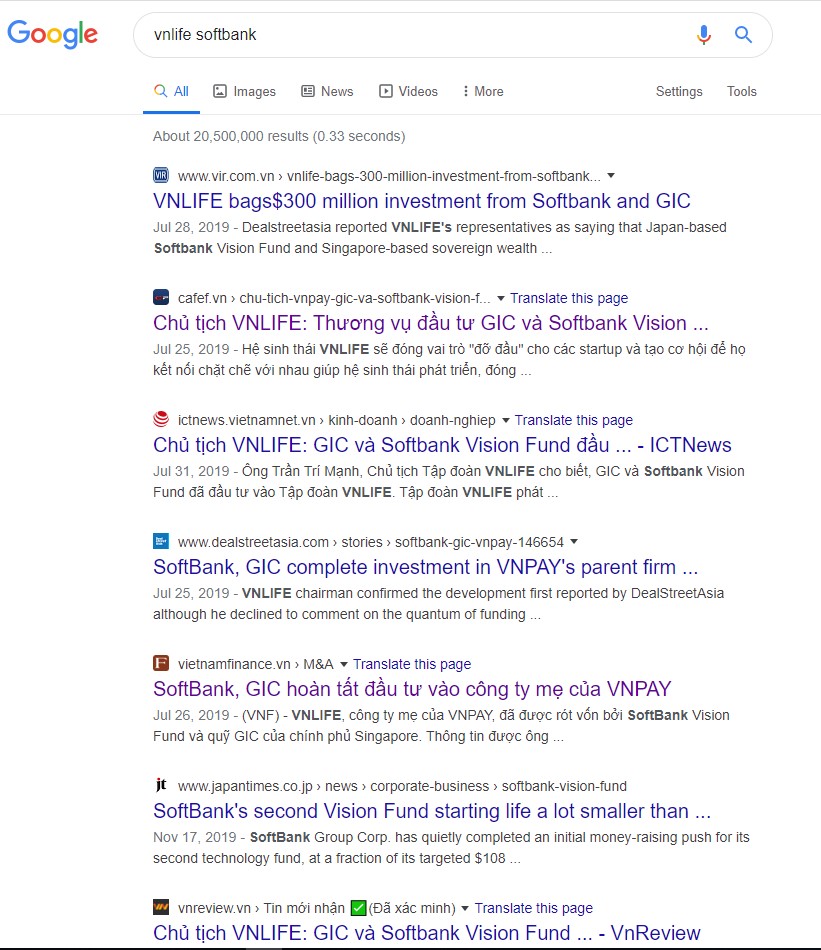 Google
vnlife softbank
All Images News Videos More Settings Tools
About 20,500,000 results (0.33 seconds)
VIR www.vir.com.vn › vnlife-bags-300-million-investment-from-softbank...
VNLIFE bags$300 million investment from Softbank and GIC
Jul 28, 2019 - Dealstreetasia reported VNLIFE's representatives as saying that Japan-based
Softbank Vision Fund and Singapore-based sovereign wealth ...
cafef.vn › chu-tich-vnpay-gic-va-softbank-vision-f... Translate this page
Chủ tịch VNLIFE: Thương vụ đầu tư GIC và Softbank Vision ...
Jul 25, 2019 - Hệ sinh thái VNLIFE sẽ đóng vai trò "đỡ đầu" cho các startup và tạo cơ hội để họ
kết nối chặt chẽ với nhau giúp hệ sinh thái phát triển, đóng ...
ictnews.vietnamnet.vn › kinh-doanh › doanh-nghiep Translate this page
Chủ tịch VNLIFE: GIC và Softbank Vision Fund đầu ... - ICTNews
Jul 31, 2019 - Ông Trần Trí Mạnh, Chủ tịch Tập đoàn VNLIFE cho biết, GIC và Softbank Vision
Fund đã đầu tư vào Tập đoàn VNLIFE. Tập đoàn VNLIFE phát ...
www.dealstreetasia.com › stories › softbank-gic-vnpay-146654
SoftBank, GIC complete investment in VNPAY's parent firm ...
Jul 25, 2019 - VNLIFE chairman confirmed the development first reported by DealStreetAsia
although he declined to comment on the quantum of funding ...
F vietnamfinance.vn › M&A Translate this page
SoftBank, GIC hoàn tất đầu tư vào công ty mẹ của VNPAY
Jul 26, 2019 - (VNF) - VNLIFE, công ty mẹ của VNPAY, đã được rót vốn bởi SoftBank Vision
Fund và quỹ GIC của chính phủ Singapore. Thông tin được ông ...
jt www.japantimes.co.jp › news › corporate-business › softbank-vision-fund
SoftBank's second Vision Fund starting life a lot smaller than ...
Nov 17, 2019 - SoftBank Group Corp. has quietly completed an initial money-raising push for its
second technology fund, at a fraction of its targeted $108 ...
vnreview.vn › Tin mới nhận ✅(Đã xác minh) Translate this page
Chủ tịch VNLIFE: GIC và Softbank Vision Fund ... - VnReview